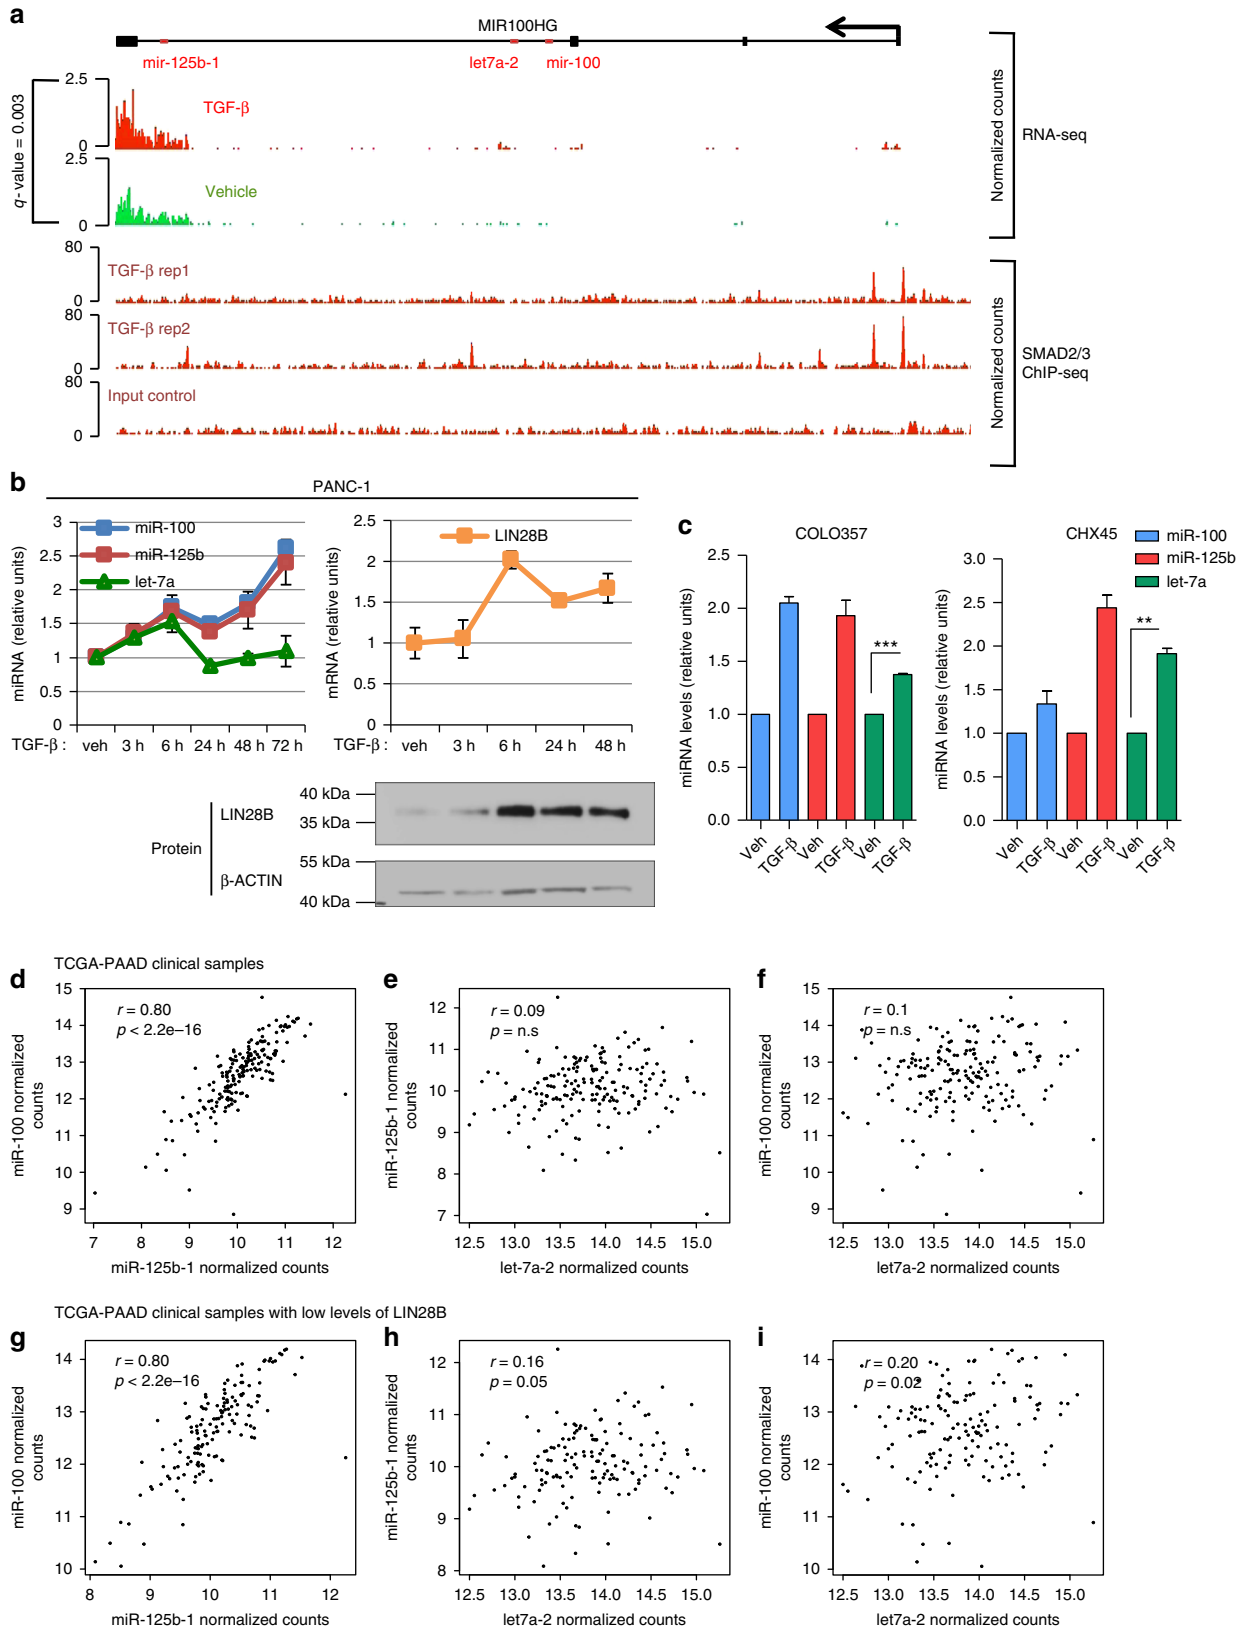 a
MIR100HG
mir-125b-1
let7a-2
mir-100
q-value = 0.003
2.5
TGF-β
0
2.5
Vehicle
0
Normalized counts
RNA-seq
80
TGF-β rep1
0
80
TGF-β rep2
0
80
Input control
0
Normalized counts
SMAD2/3
ChIP-seq
b
PANC-1
miRNA (relative units)
3
2.5
2
1.5
1
0.5
0
miR-100
miR-125b
let-7a
TGF-β : veh 3 h 6 h 24 h 48 h 72 h
mRNA (relative units)
2.5
2
1.5
1
0.5
0
LIN28B
TGF-β : veh 3 h 6 h 24 h 48 h
Protein
LIN28B
40 kDa
35 kDa
β-ACTIN
55 kDa
40 kDa
c
COLO357
miRNA levels (relative units)
2.5
2.0
1.5
1.0
0.5
0.0
***
Veh TGF-β Veh TGF-β Veh TGF-β
CHX45
miR-100
miR-125b
let-7a
miRNA levels (relative units)
3.0
2.5
2.0
1.5
1.0
0.5
0.0
**
Veh TGF-β Veh TGF-β Veh TGF-β
TCGA-PAAD clinical samples
d
r = 0.80
p < 2.2e–16
miR-100 normalized
counts
15
14
13
12
11
10
9
7 8 9 10 11 12
miR-125b-1 normalized counts
e
r = 0.09
p = n.s
miR-125b-1 normalized
counts
12
11
10
9
8
7
12.5 13.0 13.5 14.0 14.5 15.0
let-7a-2 normalized counts
f
r = 0.1
p = n.s
miR-100 normalized
counts
15
14
13
12
11
10
9
12.5 13.0 13.5 14.0 14.5 15.0
let7a-2 normalized counts
TCGA-PAAD clinical samples with low levels of LIN28B
g
r = 0.80
p < 2.2e–16
miR-100 normalized
counts
14
13
12
11
10
8 9 10 11 12
miR-125b-1 normalized counts
h
r = 0.16
p = 0.05
miR-125b-1 normalized
counts
12
10
10
9
8
12.5 13.0 13.5 14.0 14.5 15.0
let7a-2 normalized counts
i
r = 0.20
p = 0.02
miR-100 normalized
counts
14
13
12
11
10
12.5 13.0 13.5 14.0 14.5 15.0
let7a-2 normalized counts